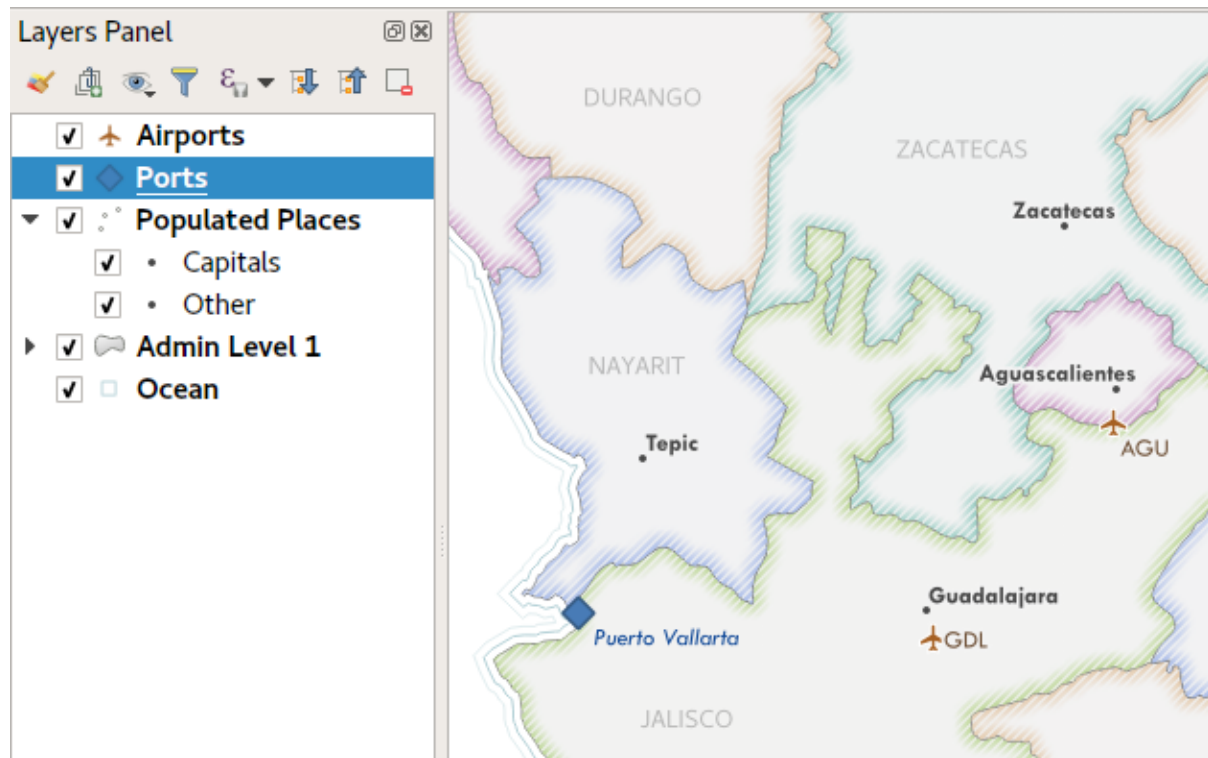 Layers Panel
Airports
Ports
Populated Places
Capitals
Other
Admin Level 1
Ocean
DURANGO
ZACATECAS
Zacatecas
NAYARIT
Aguascalientes
Tepic
AGU
Guadalajara
Puerto Vallarta
GDL
JALISCO